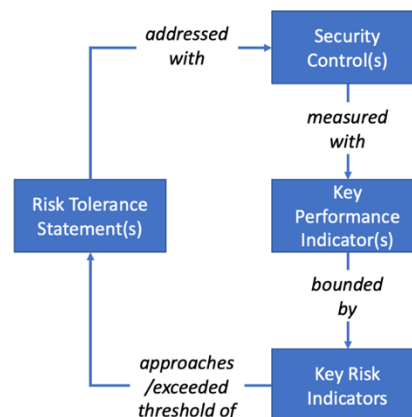 addressed
with
Security
Control(s)
measured
with
Risk Tolerance
Statement(s)
Key
Performance
Indicator(s)
bounded
by
approaches
/exceeded
threshold of
Key Risk
Indicators